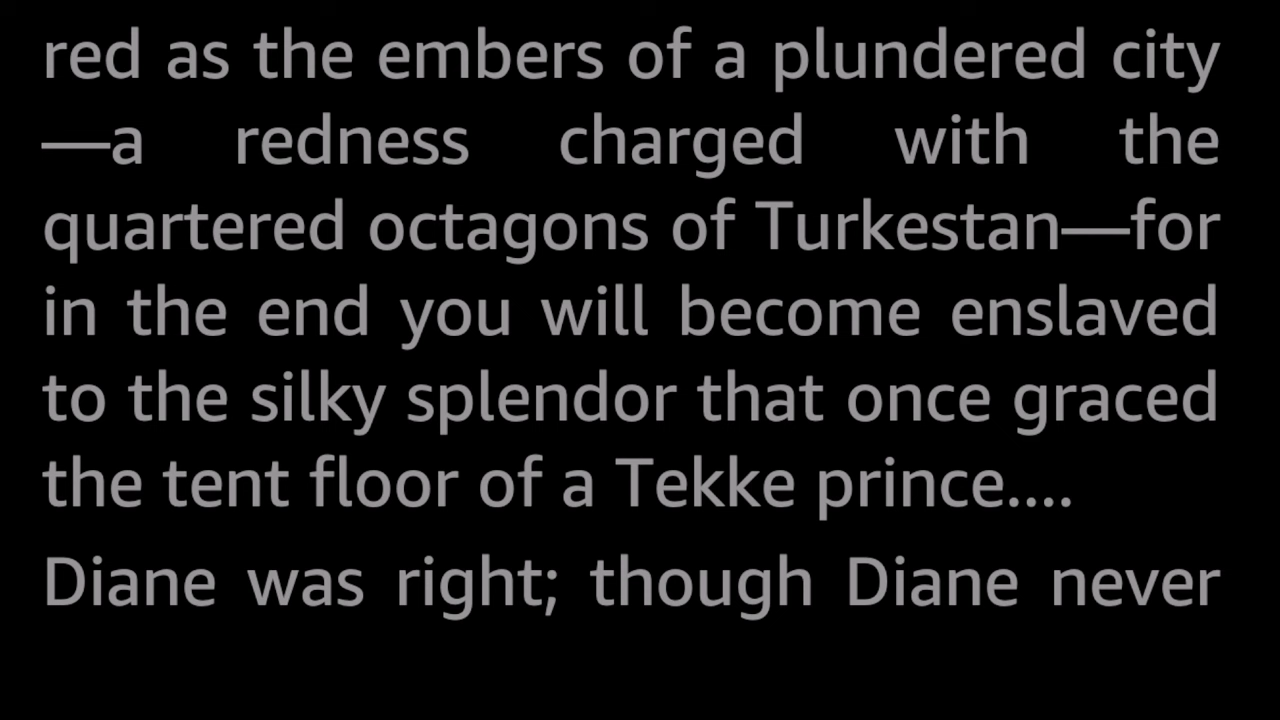 red as the embers of a plundered city
—a redness charged with the
quartered octagons of Turkestan—for
in the end you will become enslaved
to the silky splendor that once graced
the tent floor of a Tekke prince....
Diane was right; though Diane never